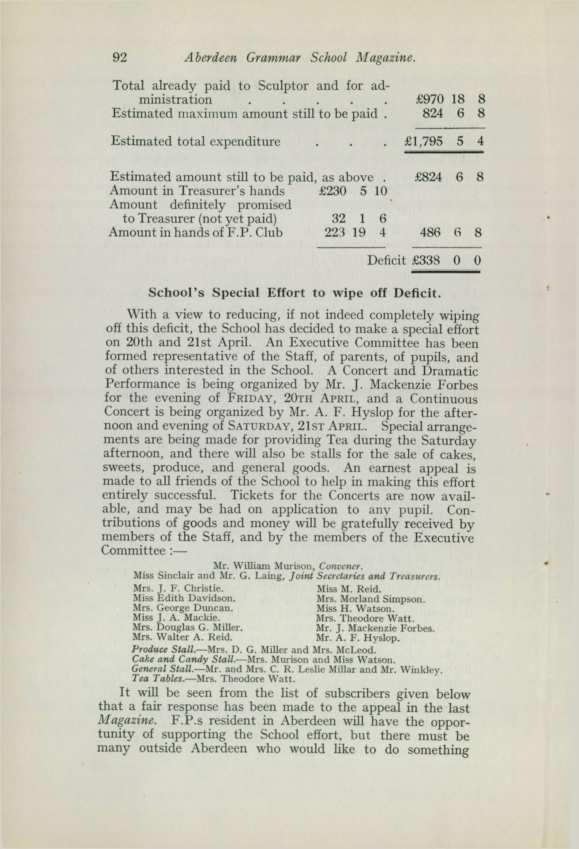 92 Aberdeen Grammar School Magazine.
Total already paid to Sculptor and for ad-
ministration . . . . . £970 18 8
Estimated maximum amount still to be paid . 824 6 8
Estimated total expenditure . . . £1,795 5 4
Estimated amount still to be paid, as above . £824 6 8
Amount in Treasurer's hands £230 5 10
Amount definitely promised
to Treasurer (not yet paid) 32 1 6
Amount in hands of F.P. Club 223 19 4 486 6 8
Deficit £338 0 0
School's Special Effort to wipe off Deficit.
With a view to reducing, if not indeed completely wiping
off this deficit, the School has decided to make a special effort
on 20th and 21st April. An Executive Committee has been
formed representative of the Staff, of parents, of pupils, and
of others interested in the School. A Concert and Dramatic
Performance is being organized by Mr. J. Mackenzie Forbes
for the evening of FRIDAY, 20TH APRIL, and a Continuous
Concert is being organized by Mr. A. F. Hyslop for the after-
noon and evening of SATURDAY, 21ST APRIL. Special arrange-
ments are being made for providing Tea during the Saturday
afternoon, and there will also be stalls for the sale of cakes,
sweets, produce, and general goods. An earnest appeal is
made to all friends of the School to help in making this effort
entirely successful. Tickets for the Concerts are now avail-
able, and may be had on application to any pupil. Con-
tributions of goods and money will be gratefully received by
members of the Staff, and by the members of the Executive
Committee :—
Mr. William Murison, Convener.
Miss Sinclair and Mr. G. Laing, Joint Secretaries and Treasurers.
Mrs. J. F. Christie. Miss M. Reid.
Miss Edith Davidson. Mrs. Morland Simpson.
Mrs. George Duncan. Miss H. Watson.
Miss J. A. Mackie. Mrs. Theodore Watt.
Mrs. Douglas G. Miller. Mr. J. Mackenzie Forbes.
Mrs. Walter A. Reid. Mr. A. F. Hyslop.
Produce Stall.—Mrs. D. G. Miller and Mrs. McLeod.
Cake and Candy Stall.—Mrs. Murison and Miss Watson.
General Stall.—Mr. and Mrs. C. R. Leslie Millar and Mr. Winkley.
Tea Tables.—Mrs. Theodore Watt.
It will be seen from the list of subscribers given below
that a fair response has been made to the appeal in the last
Magazine. F.P.s resident in Aberdeen will have the oppor-
tunity of supporting the School effort, but there must be
many outside Aberdeen who would like to do something